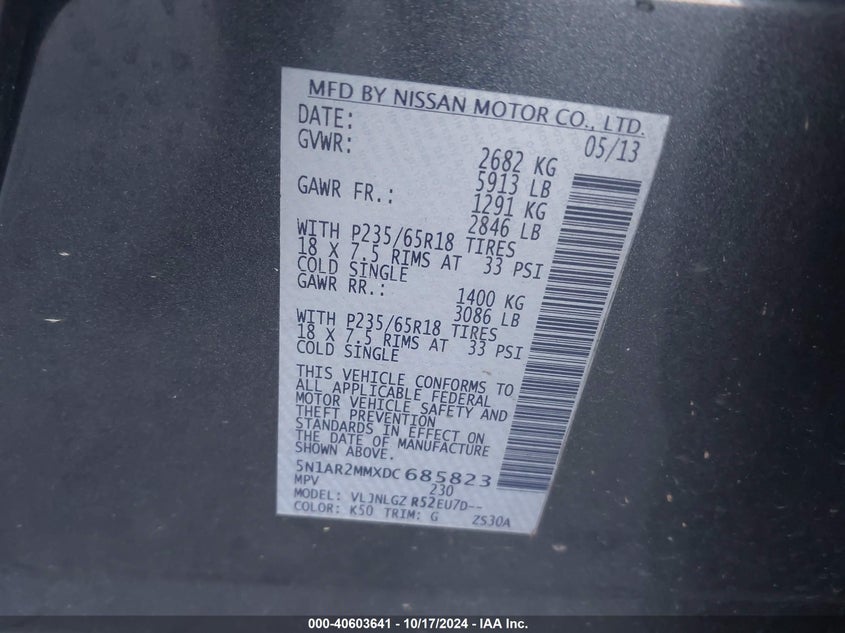 MFD BY NISSAN MOTOR CO., LTD.
DATE: 05/13
GVWR: 2682 KG
5913 LB
GAWR FR.: 1291 KG
2846 LB
WITH P235/65R18 TIRES
18 X 7.5 RIMS AT 33 PSI
COLD SINGLE
GAWR RR.: 1400 KG
3086 LB
WITH P235/65R18 TIRES
18 X 7.5 RIMS AT 33 PSI
COLD SINGLE
THIS VEHICLE CONFORMS TO
ALL APPLICABLE FEDERAL
MOTOR VEHICLE SAFETY AND
THEFT PREVENTION
STANDARDS IN EFFECT ON
THE DATE OF MANUFACTURE
SHOWN ABOVE.
5N1AR2MMXDC685823
MPV 230
MODEL: VLJNLGZ R52EU7D--
COLOR: K50 TRIM: G ZS30A
000-40603641 - 10/17/2024 - IAA Inc.